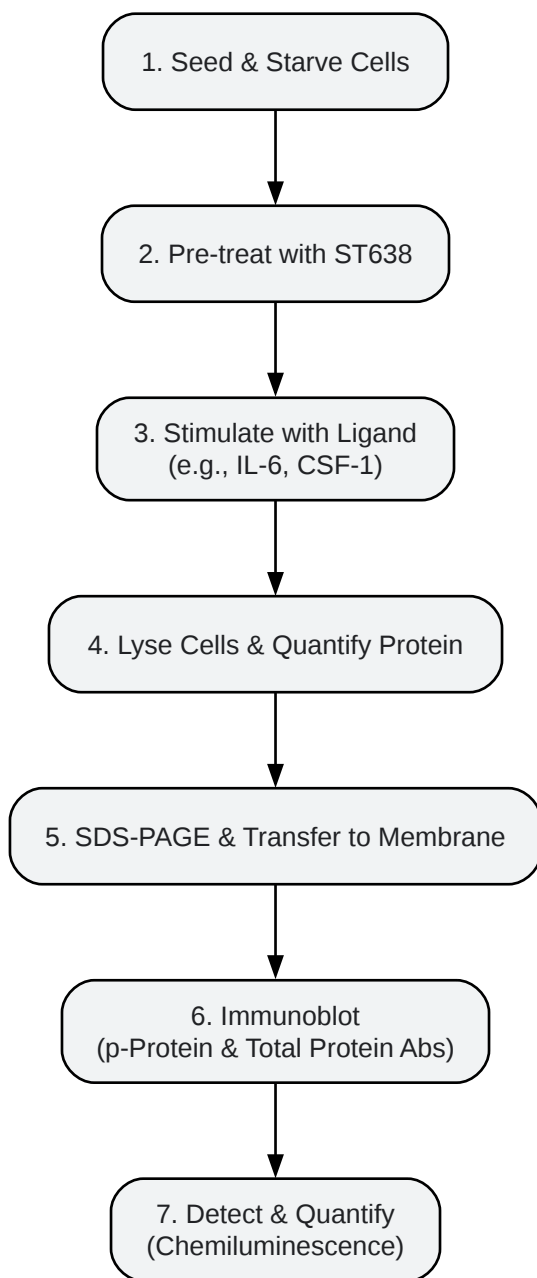 1. Seed & Starve Cells
2. Pre-treat with ST638
3. Stimulate with Ligand
(e.g., IL-6, CSF-1)
4. Lyse Cells & Quantify Protein
5. SDS-PAGE & Transfer to Membrane
6. Immunoblot
(p-Protein & Total Protein Abs)
7. Detect & Quantify
(Chemiluminescence)